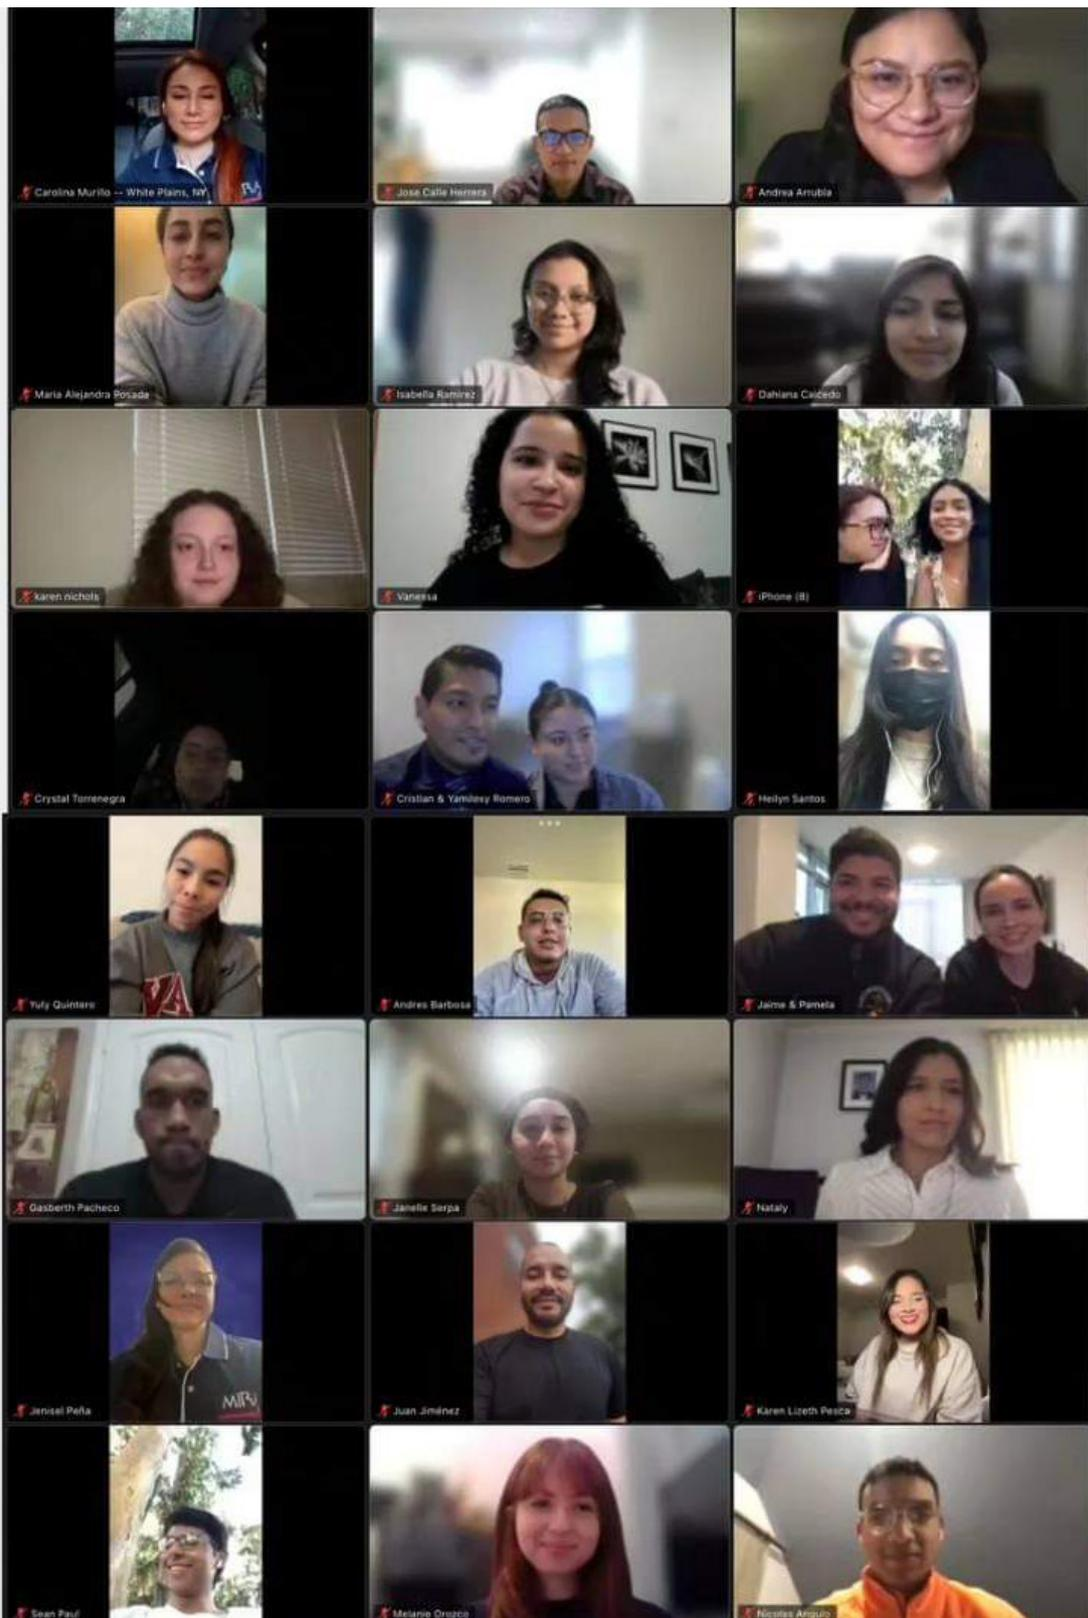 Carolina Murillo -- White Plains, NY
Jose Calle Herrera
Andrea Arrubla
Maria Alejandra Posada
Isabella Ramirez
Dahiana Caicedo
karen nichols
Vanessa
iPhone (8)
Crystal Torrenegra
Cristian & Yamilexy Romero
Heilyn Santos
Yuly Quintero
Andres Barbosa
Jaime & Pamela
Gasberth Pacheco
Janelle Serpa
Nataly
Jenisel Peña
MIRA
Juan Jiménez
Karen Lizeth Pesca
Sean Paul
Melanie Orozco
Nicolas Angulo